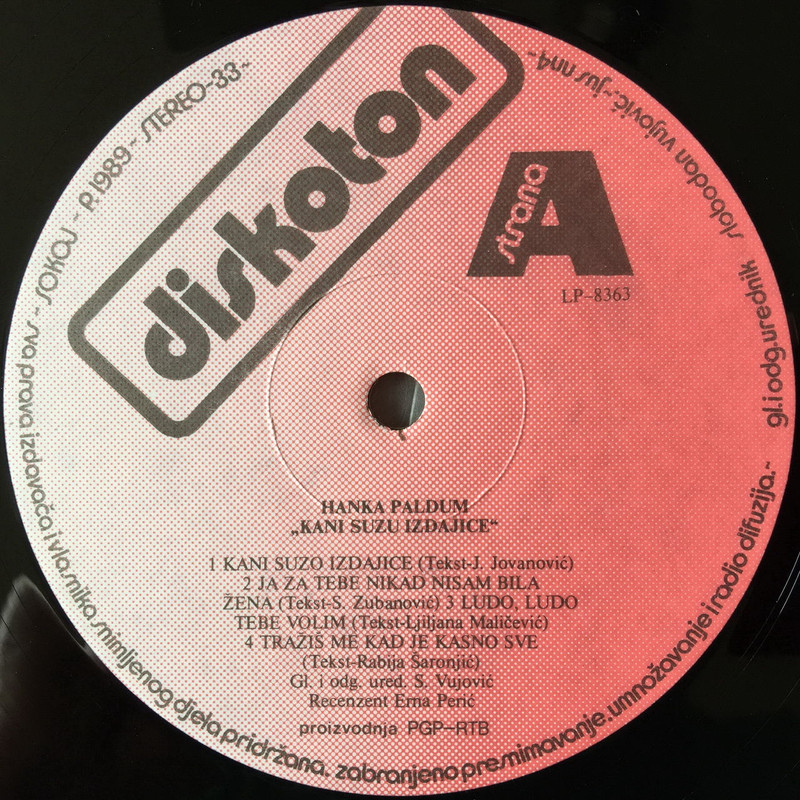 diskoton
strana
A
LP-8363
HANKA PALDUM
„KANI SUZU IZDAJICE“
1 KANI SUZO IZDAJICE (Tekst-J. Jovanović)
2 JA ZA TEBE NIKAD NISAM BILA
ŽENA (Tekst-S. Zubanović) 3 LUDO, LUDO
TEBE VOLIM (Tekst-Ljiljana Maličević)
4 TRAZIS ME KAD JE KASNO SVE
(Tekst-Rabija Šaronjić)
Gl. i odg. ured. S. Vujović
Recenzent Erna Perić
proizvodnja PGP-RTB
STEREO-33~
SOKOJ ~ P.1989 ~
~ sva prava izdavača i vlasnika snimljenog djela pridržana. zabranjeno presnimavanje. umnožavanje i radio difuzija.~
gl. i odg. urednik slobodan vujović.~ jus nn4~